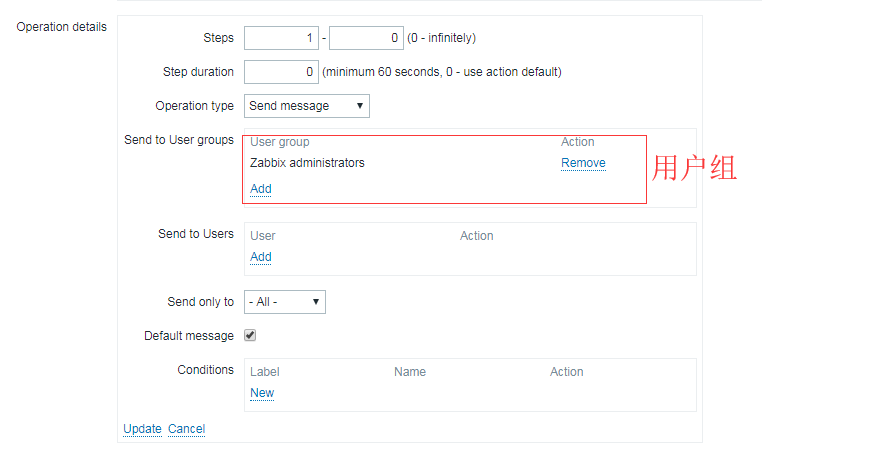 Operation details
Steps 1 - 0 (0 - infinitely)
Step duration 0 (minimum 60 seconds, 0 - use action default)
Operation type Send message
Send to User groups User group Action
Zabbix administrators Remove
用户组
Add
Send to Users User Action
Add
Send only to - All -
Default message
Conditions Label Name Action
New
Update Cancel